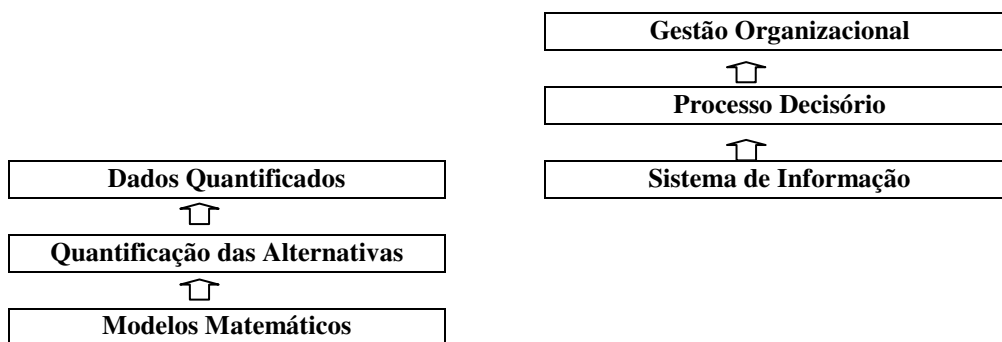 Gestão Organizacional
Processo Decisório
Sistema de Informação
Dados Quantificados
Quantificação das Alternativas
Modelos Matemáticos